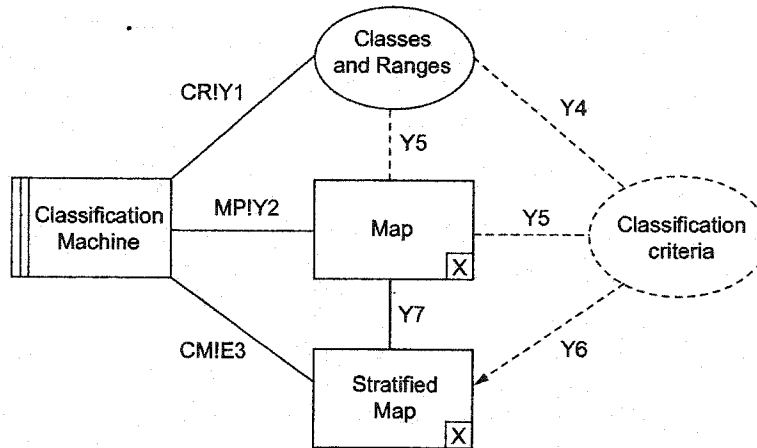 Classes
and Ranges
CR!Y1
Y4
Y5
Classification
Machine
MP!Y2
Map
X
Y5
Classification
criteria
Y7
CM!E3
Y6
Stratified
Map
X